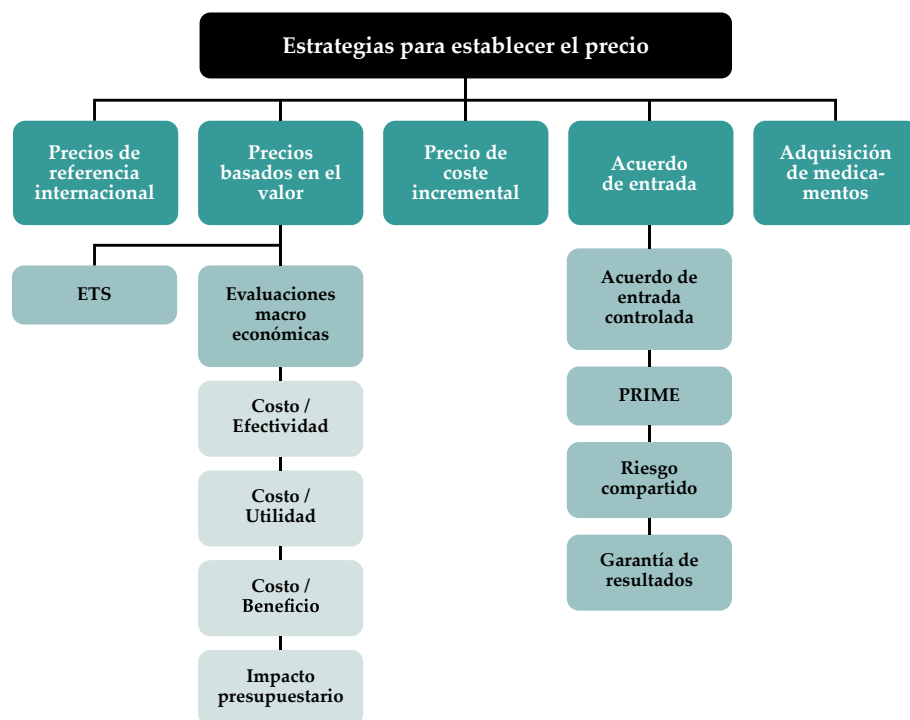 Estrategias para establecer el precio
Precios de
referencia
internacional
Precios
basados en el
valor
Precio de
coste
incremental
Acuerdo
de entrada
Adquisición
de medica-
mentos
ETS
Evaluaciones
macro
económicas
Costo /
Efectividad
Costo /
Utilidad
Costo /
Beneficio
Impacto
presupuestario
Acuerdo de
entrada
controlada
PRIME
Riesgo
compartido
Garantía de
resultados